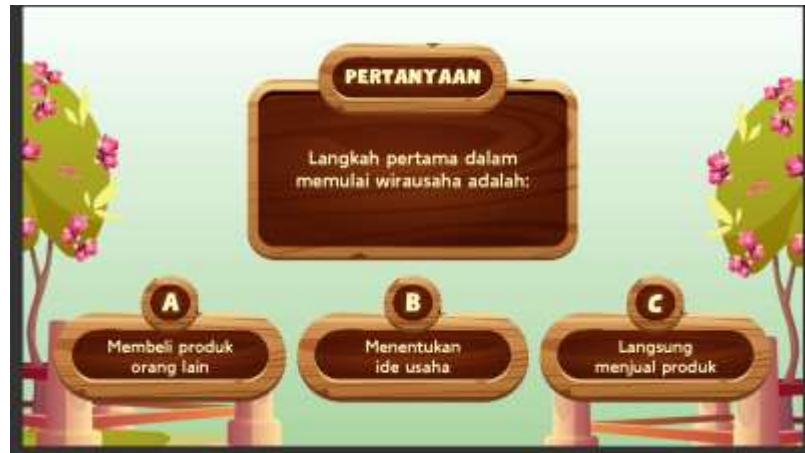 PERTANYAAN
Langkah pertama dalam
memulai wirausaha adalah:
A
Membeli produk
orang lain
B
Menentukan
ide usaha
C
Langsung
menjual produk